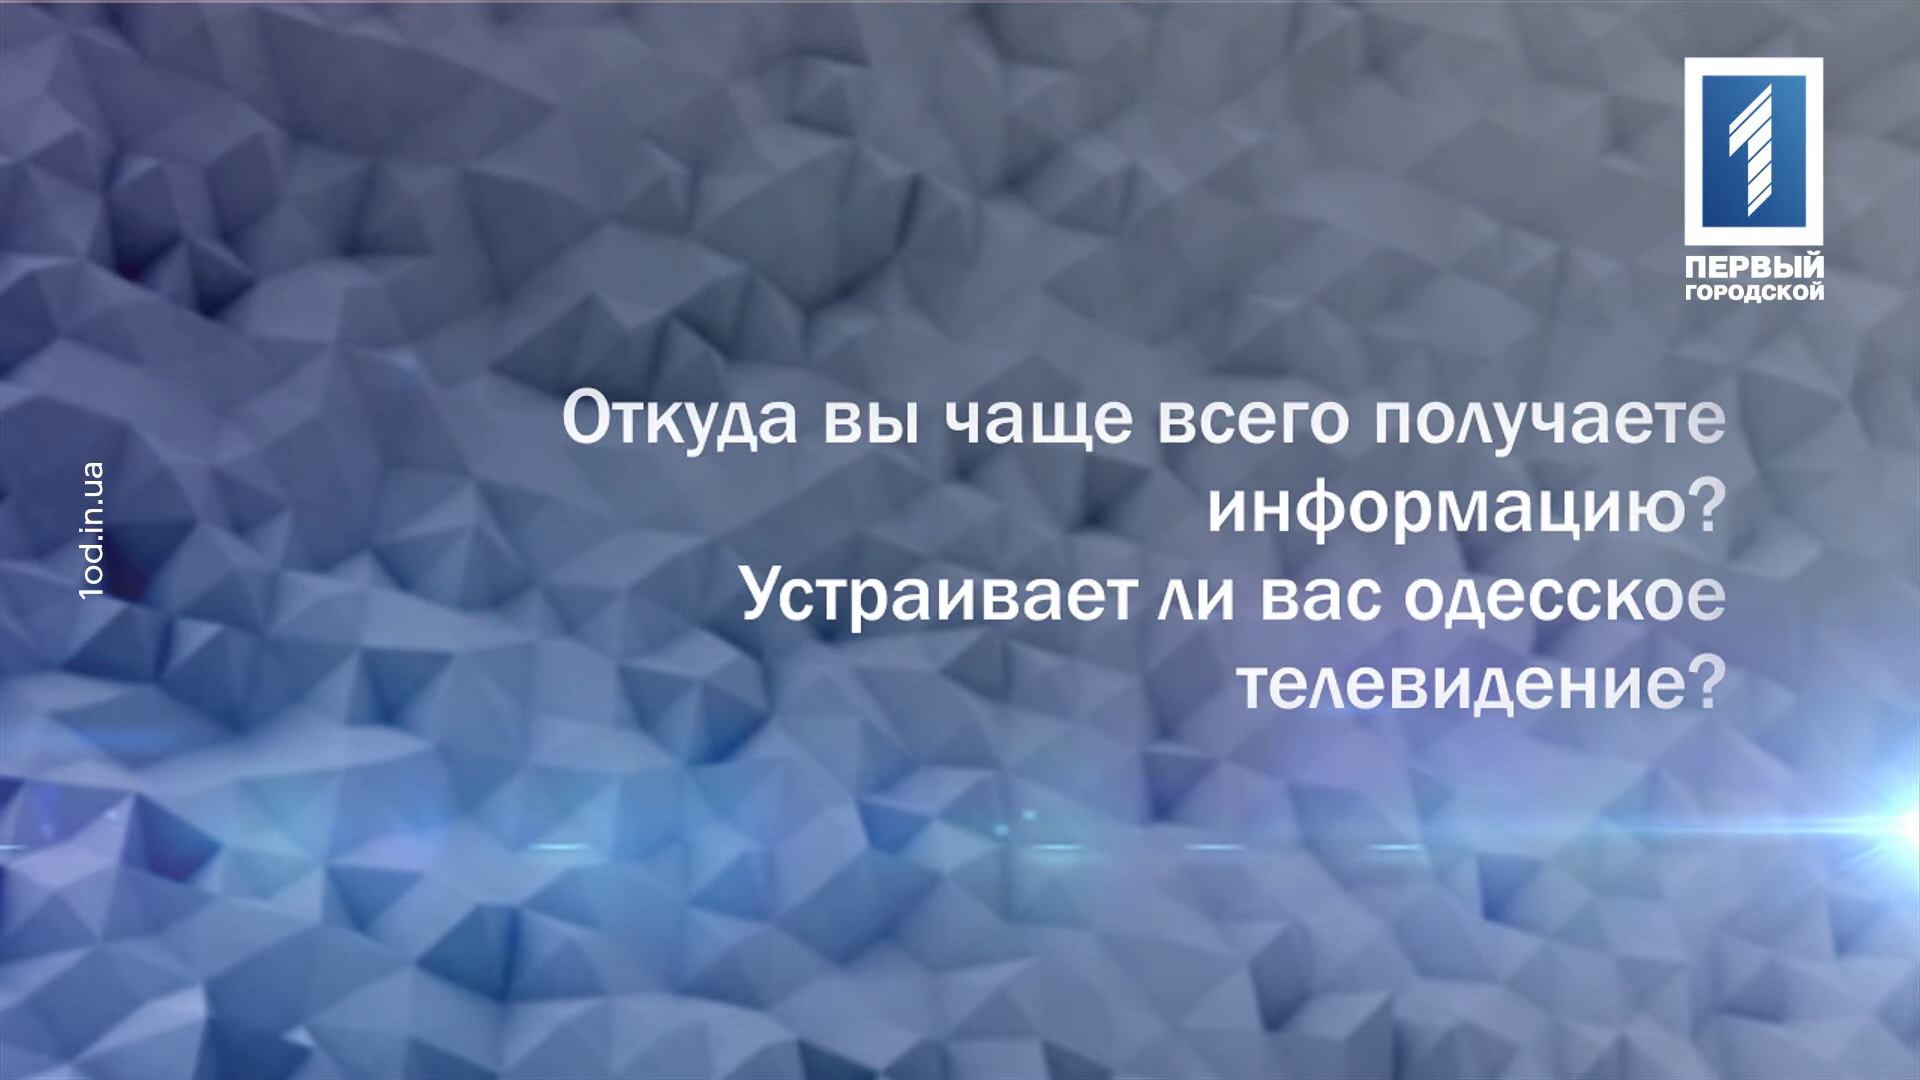 ПЕРВЫЙ
ГОРОДСКОЙ
Откуда вы чаще всего получаете
информацию?
Устраивает ли вас одесское
телевидение?
1od.in.ua